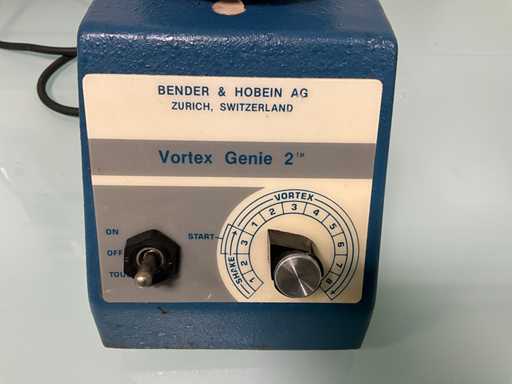 BENDER & HOBEIN AG
ZURICH, SWITZERLAND
Vortex Genie 2™
VORTEX
1 2 3 4 5 6 7 8
START
SHAKE
1 2 3
ON
OFF